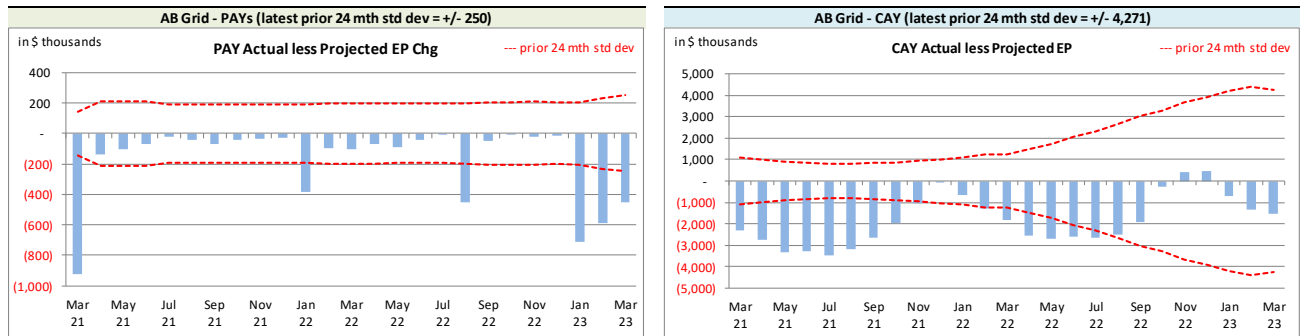 AB Grid - PAYs (latest prior 24 mth std dev = +/- 250)
in $ thousands
PAY Actual less Projected EP Chg
--- prior 24 mth std dev
400
200
-
(200)
(400)
(600)
(800)
(1,000)
Mar May Jul Sep Nov Jan Mar May Jul Sep Nov Jan Mar
21 21 21 21 21 22 22 22 22 22 22 23 23
AB Grid - CAY (latest prior 24 mth std dev = +/- 4,271)
in $ thousands
CAY Actual less Projected EP
--- prior 24 mth std dev
5,000
4,000
3,000
2,000
1,000
-
(1,000)
(2,000)
(3,000)
(4,000)
(5,000)
Mar May Jul Sep Nov Jan Mar May Jul Sep Nov Jan Mar
21 21 21 21 21 22 22 22 22 22 22 23 23